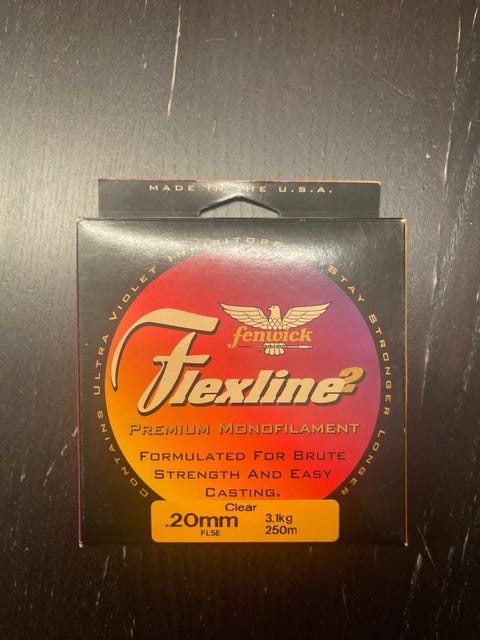 MADE IN THE U.S.A.
CONTAINS ULTRA VIOLET INHIBITORS TO STAY STRONGER LONGER
fenwick
Flexline²
PREMIUM MONOFILAMENT
FORMULATED FOR BRUTE
STRENGTH AND EASY
CASTING.
Clear
.20mm 3.1kg
FL5E 250m